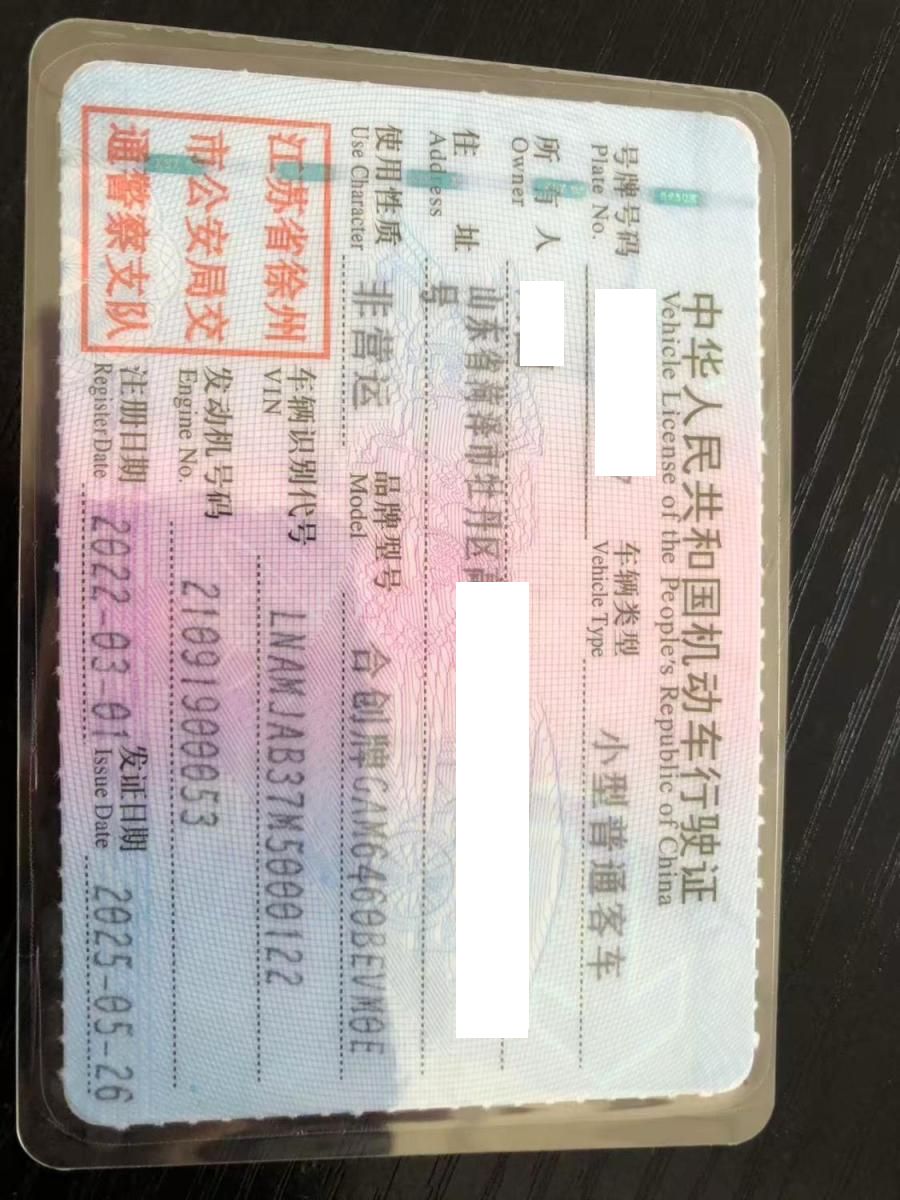 中华人民共和国机动车行驶证
Vehicle License of the People's Republic of China
号牌号码
Plate No.
车辆类型 小型普通客车
Vehicle Type
所有人
Owner
住址 山东省菏泽市牡丹区
Address
号
使用性质 非营运
Use Character
品牌型号 合创牌GAM6460BEVM0E
Model
江苏省徐州
市公安局交
通警察支队
车辆识别代号 LNAMJAB37M5000122
VIN
发动机号码 21091900053
Engine No.
注册日期 2022-03-01
Register Date
发证日期 2025-05-26
Issue Date